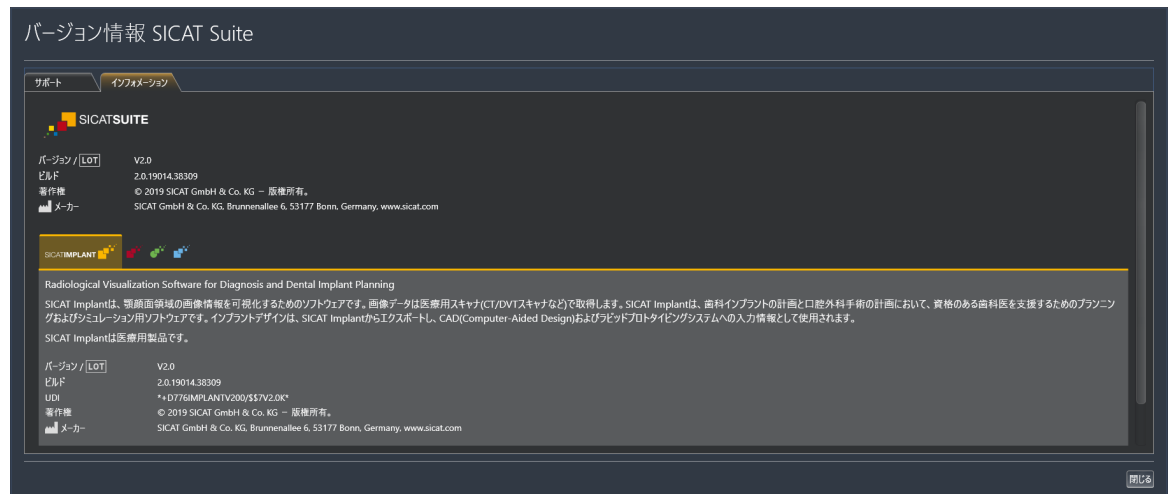 バージョン情報 SICAT Suite
サポート
インフォメーション
SICATSUITE
バージョン / LOT V2.0
ビルド 2.0.19014.38309
著作権 © 2019 SICAT GmbH & Co. KG – 版権所有。
メーカー SICAT GmbH & Co. KG, Brunnenallee 6, 53177 Bonn, Germany, www.sicat.com
SICATIMPLANT
Radiological Visualization Software for Diagnosis and Dental Implant Planning
SICAT Implantは、顎顔面領域の画像情報を可視化するためのソフトウェアです。画像データは医療用スキャナ(CT/DVTスキャナなど)で取得します。SICAT Implantは、歯科インプラントの計画と口腔外科手術の計画において、資格のある歯科医を支援するためのプランニン
グおよびシミュレーション用ソフトウェアです。インプラントデザインは、SICAT Implantからエクスポートし、CAD(Computer-Aided Design)およびラピッドプロトタイピングシステムへの入力情報として使用されます。
SICAT Implantは医療用製品です。
バージョン / LOT V2.0
ビルド 2.0.19014.38309
UDI *+D776IMPLANTV200/$$7V2.0K*
著作権 © 2019 SICAT GmbH & Co. KG – 版権所有。
メーカー SICAT GmbH & Co. KG, Brunnenallee 6, 53177 Bonn, Germany, www.sicat.com
閉じる